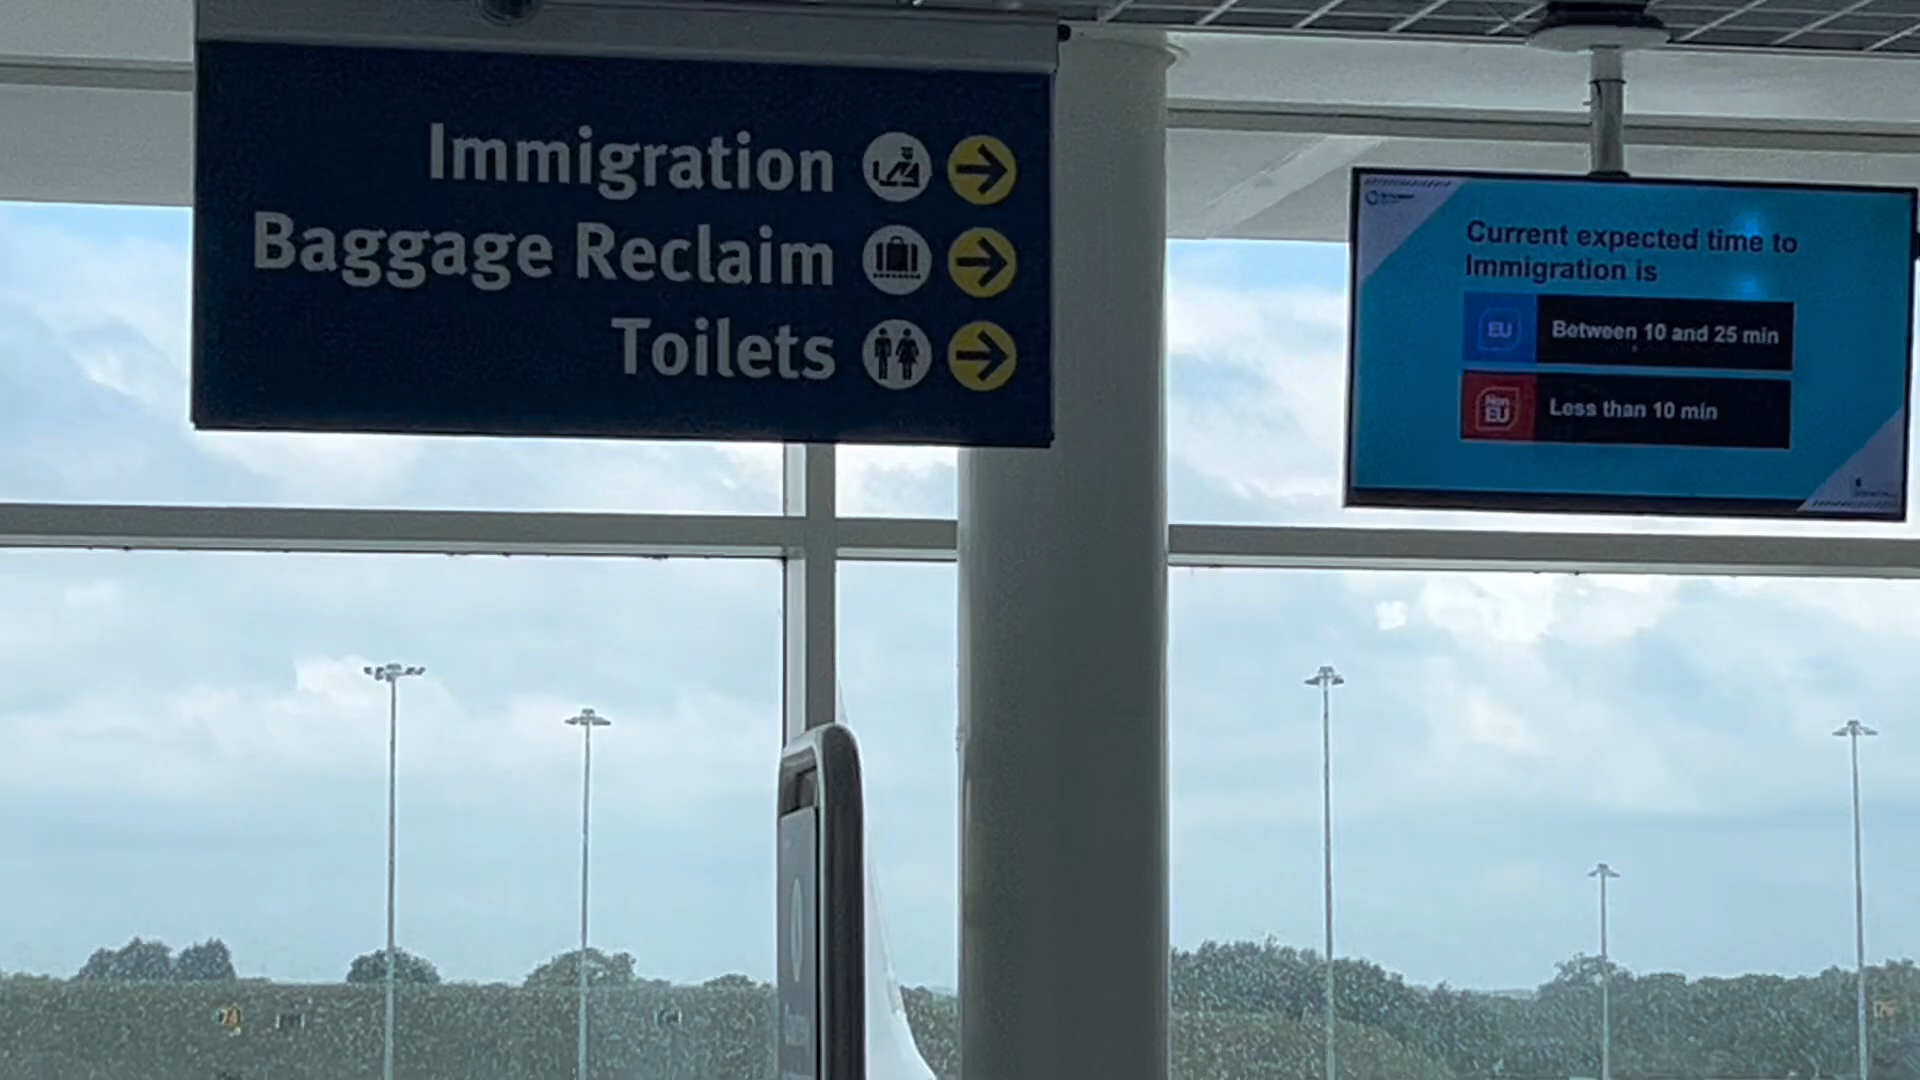 Immigration
Baggage Reclaim
Toilets
Current expected time to
Immigration is
EU
Between 10 and 25 min
Non
EU
Less than 10 min